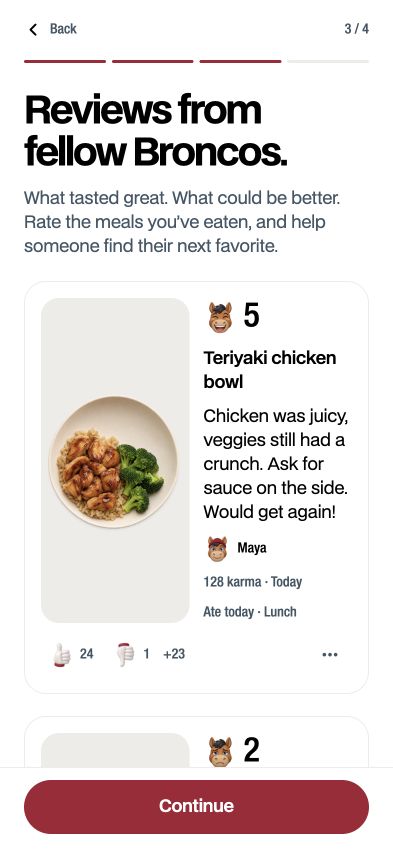 Back
3 / 4
Reviews from
fellow Broncos.
What tasted great. What could be better.
Rate the meals you’ve eaten, and help
someone find their next favorite.
5
Teriyaki chicken
bowl
Chicken was juicy,
veggies still had a
crunch. Ask for
sauce on the side.
Would get again!
Maya
128 karma · Today
Ate today · Lunch
24
1
+23
2
Continue